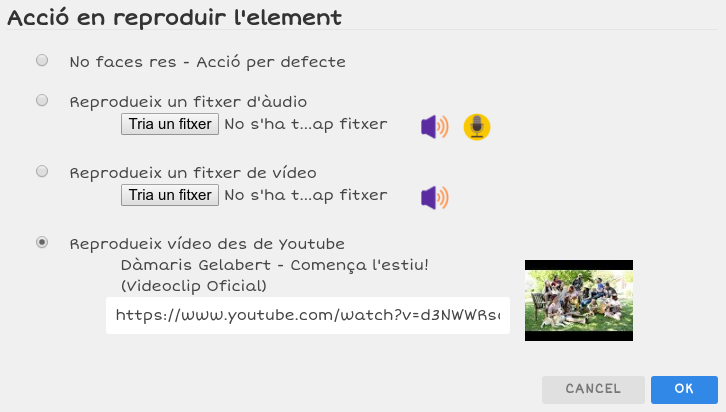 Acció en reproduir l'element
No faces res - Acció per defecte
Reprodueix un fitxer d'àudio
Tria un fitxer No s'ha t...ap fitxer
Reprodueix un fitxer de vídeo
Tria un fitxer No s'ha t...ap fitxer
Reprodueix vídeo des de Youtube
Dàmaris Gelabert - Comença l'estiu!
(Videoclip Oficial)
https://www.youtube.com/watch?v=d3NWWRs
CANCEL OK